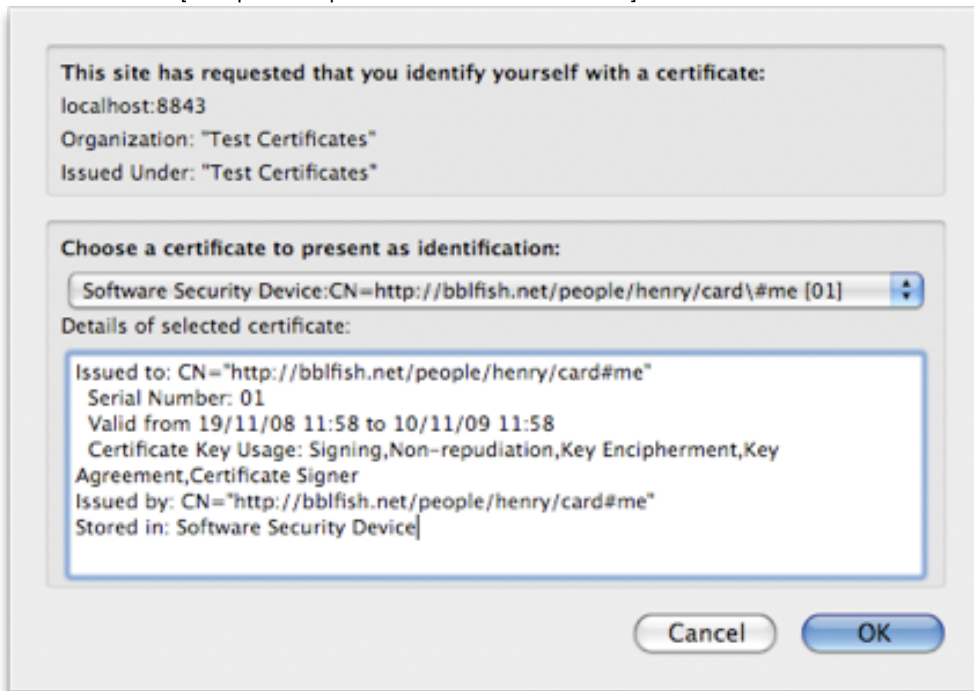 This site has requested that you identify yourself with a certificate:
localhost:8843
Organization: "Test Certificates"
Issued Under: "Test Certificates"
Choose a certificate to present as identification:
Software Security Device:CN=http://bblfish.net/people/henry/card\#me [01]
Details of selected certificate:
Issued to: CN="http://bblfish.net/people/henry/card#me"
Serial Number: 01
Valid from 19/11/08 11:58 to 10/11/09 11:58
Certificate Key Usage: Signing,Non-repudiation,Key Encipherment,Key
Agreement,Certificate Signer
Issued by: CN="http://bblfish.net/people/henry/card#me"
Stored in: Software Security Device
Cancel OK